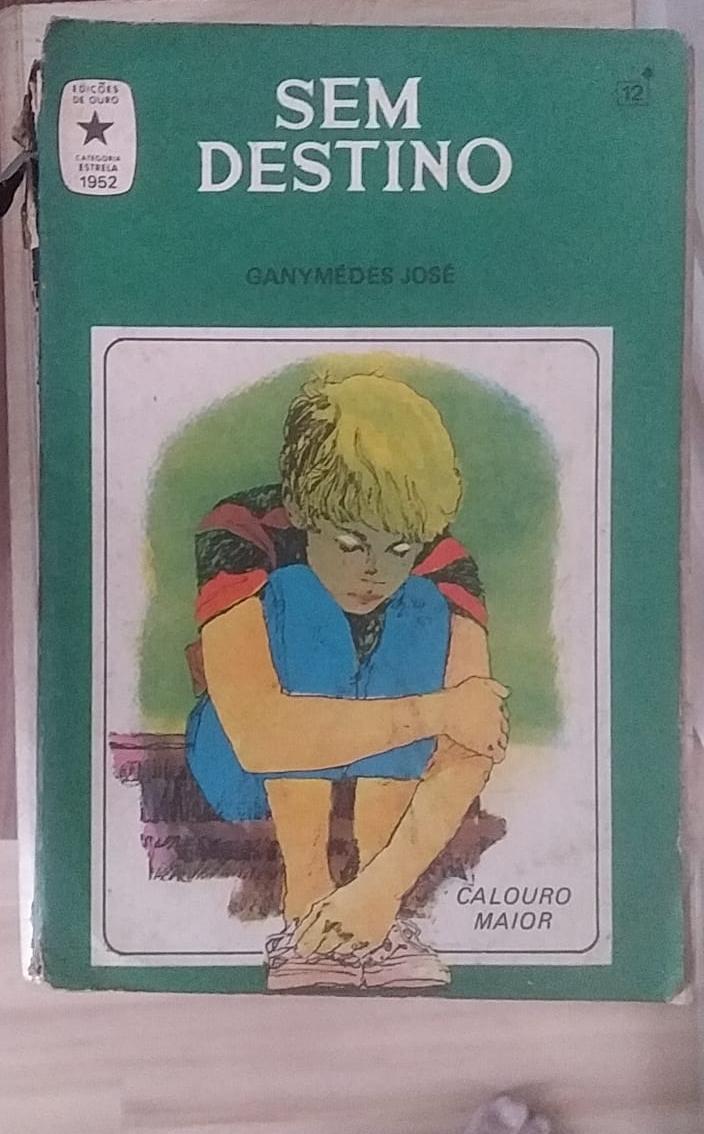 EDIÇÕES
DE OURO
CATEGORIA
ESTRELA
1952
SEM
DESTINO
12
GANYMÉDES JOSÉ
CALOURO
MAIOR